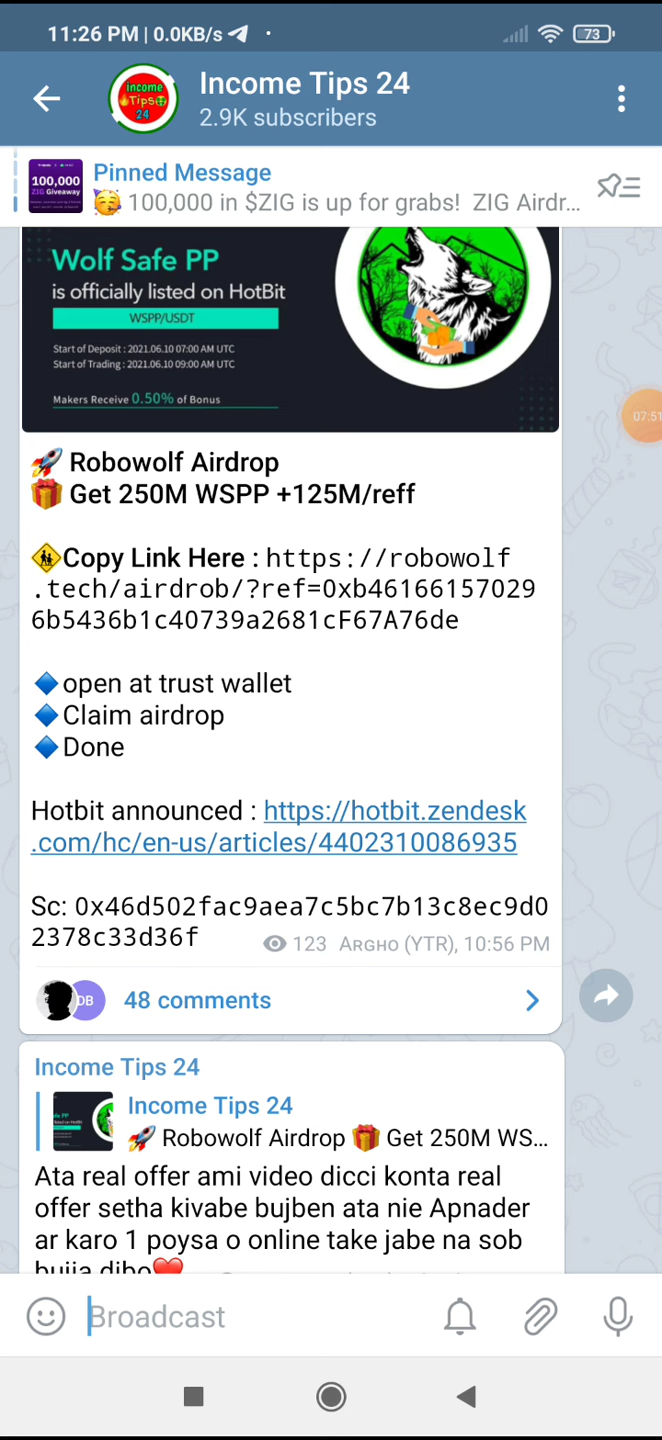 11:26 PM | 0.0KB/s
73
income
Tips
24
Income Tips 24
2.9K subscribers
100,000
ZIG Giveaway
Pinned Message
🥳 100,000 in $ZIG is up for grabs! ZIG Airdr...
Wolf Safe PP
is officially listed on HotBit
WSPP/USDT
Start of Deposit : 2021.06.10 07:00 AM UTC
Start of Trading : 2021.06.10 09:00 AM UTC
Makers Receive 0.50% of Bonus
07:51
🚀 Robowolf Airdrop
🎁 Get 250M WSPP +125M/reff
🚸Copy Link Here : https://robowolf
.tech/airdrob/?ref=0xb46166157029
6b5436b1c40739a2681cF67A76de
🔷open at trust wallet
🔷Claim airdrop
🔷Done
Hotbit announced : https://hotbit.zendesk
.com/hc/en-us/articles/4402310086935
Sc: 0x46d502fac9aea7c5bc7b13c8ec9d0
2378c33d36f
123 ARGHO (YTR), 10:56 PM
DB
48 comments
Income Tips 24
Income Tips 24
🚀 Robowolf Airdrop 🎁 Get 250M WS...
Ata real offer ami video dicci konta real
offer setha kivabe bujben ata nie Apnader
ar karo 1 poysa o online take jabe na sob
bujia dibo❤️
Broadcast